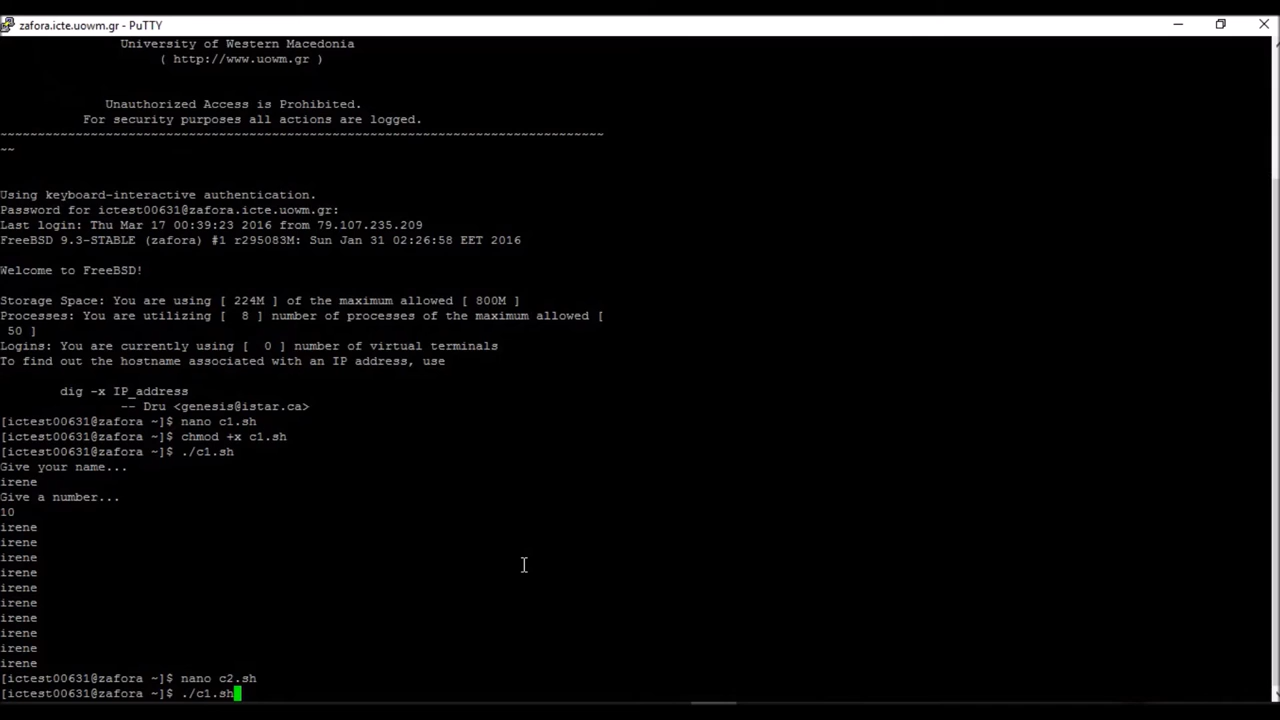 zafora.icte.uowm.gr - PuTTY
University of Western Macedonia
( http://www.uowm.gr )
Unauthorized Access is Prohibited.
For security purposes all actions are logged.
~~~~~~~~~~~~~~~~~~~~~~~~~~~~~~~~~~~~~~~~~~~~~~~~~~~~~~~~~~~~~~~~~~~~~~~~~~~~~~~~
~~
Using keyboard-interactive authentication.
Password for ictest00631@zafora.icte.uowm.gr:
Last login: Thu Mar 17 00:39:23 2016 from 79.107.235.209
FreeBSD 9.3-STABLE (zafora) #1 r295083M: Sun Jan 31 02:26:58 EET 2016
Welcome to FreeBSD!
Storage Space: You are using [ 224M ] of the maximum allowed [ 800M ]
Processes: You are utilizing [  8 ] number of processes of the maximum allowed [
 50 ]
Logins: You are currently using [  0 ] number of virtual terminals
To find out the hostname associated with an IP address, use
dig -x IP_address
-- Dru <genesis@istar.ca>
[ictest00631@zafora ~]$ nano c1.sh
[ictest00631@zafora ~]$ chmod +x c1.sh
[ictest00631@zafora ~]$ ./c1.sh
Give your name...
irene
Give a number...
10
irene
irene
irene
irene
irene
irene
irene
irene
irene
irene
[ictest00631@zafora ~]$ nano c2.sh
[ictest00631@zafora ~]$ ./c1.sh